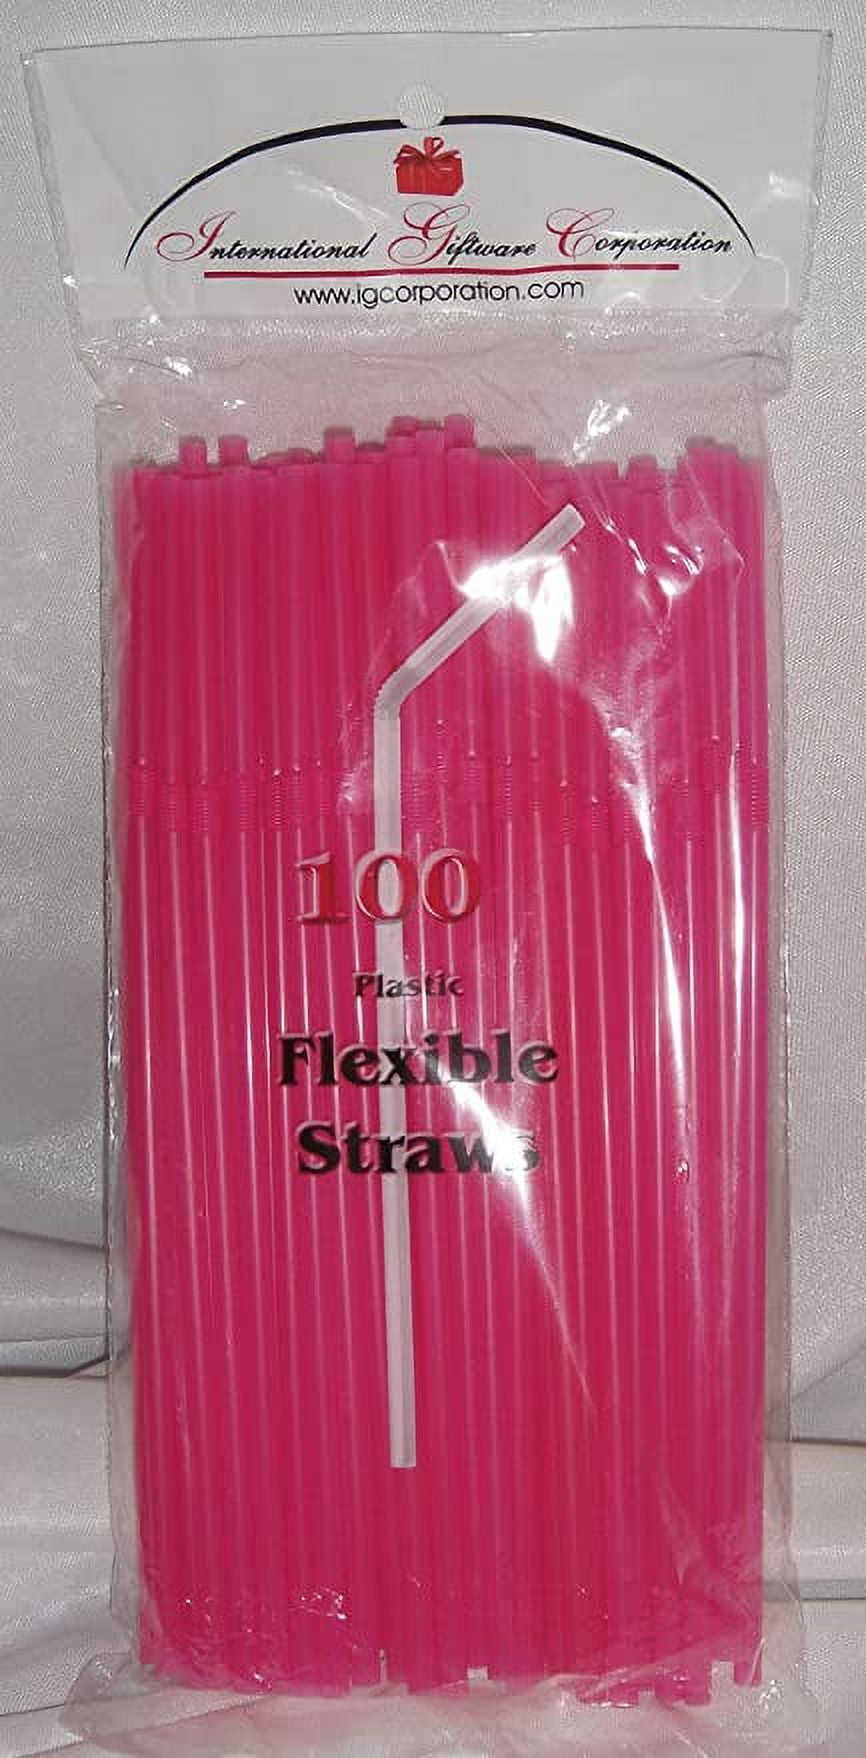 International Giftware Corporation
www.igcorporation.com
100
Plastic
Flexible
Straws